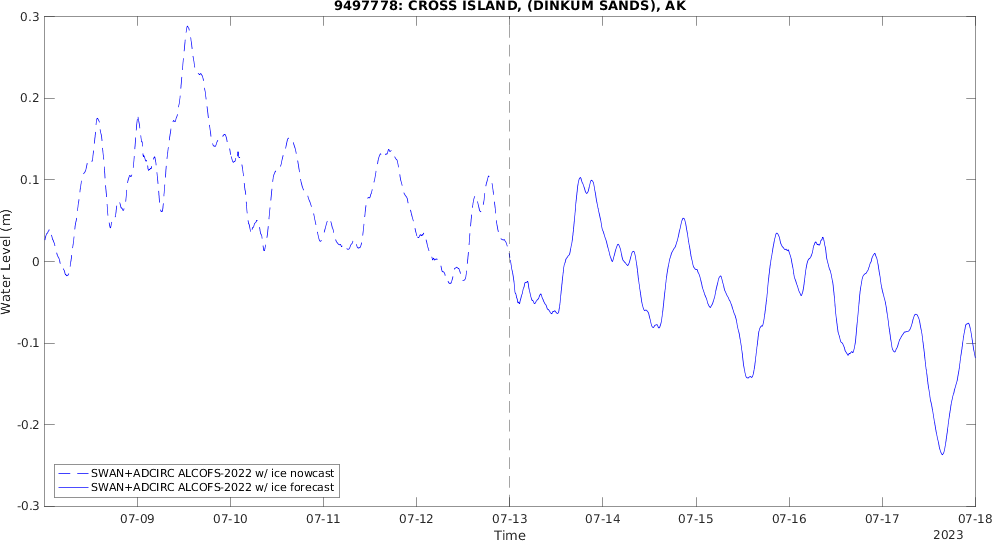 9497778: CROSS ISLAND, (DINKUM SANDS), AK
0.3
0.2
0.1
0
-0.1
-0.2
-0.3
Water Level (m)
SWAN+ADCIRC ALCOFS-2022 w/ ice nowcast
SWAN+ADCIRC ALCOFS-2022 w/ ice forecast
07-09 07-10 07-11 07-12 07-13 07-14 07-15 07-16 07-17 07-18
Time
2023